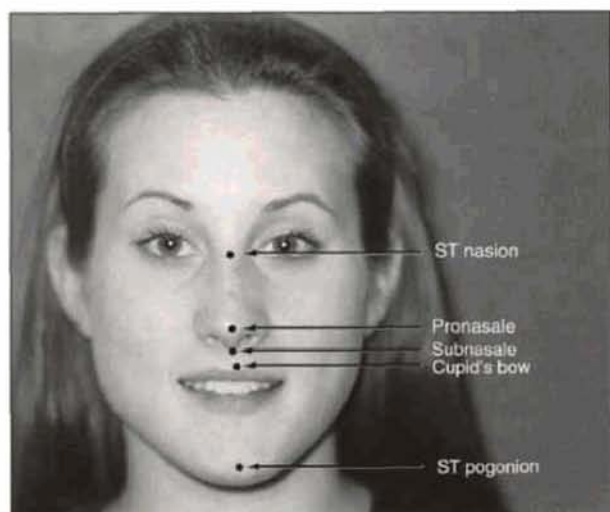 ST nasion
Pronasale
Subnasale
Cupid's bow
ST pogonion